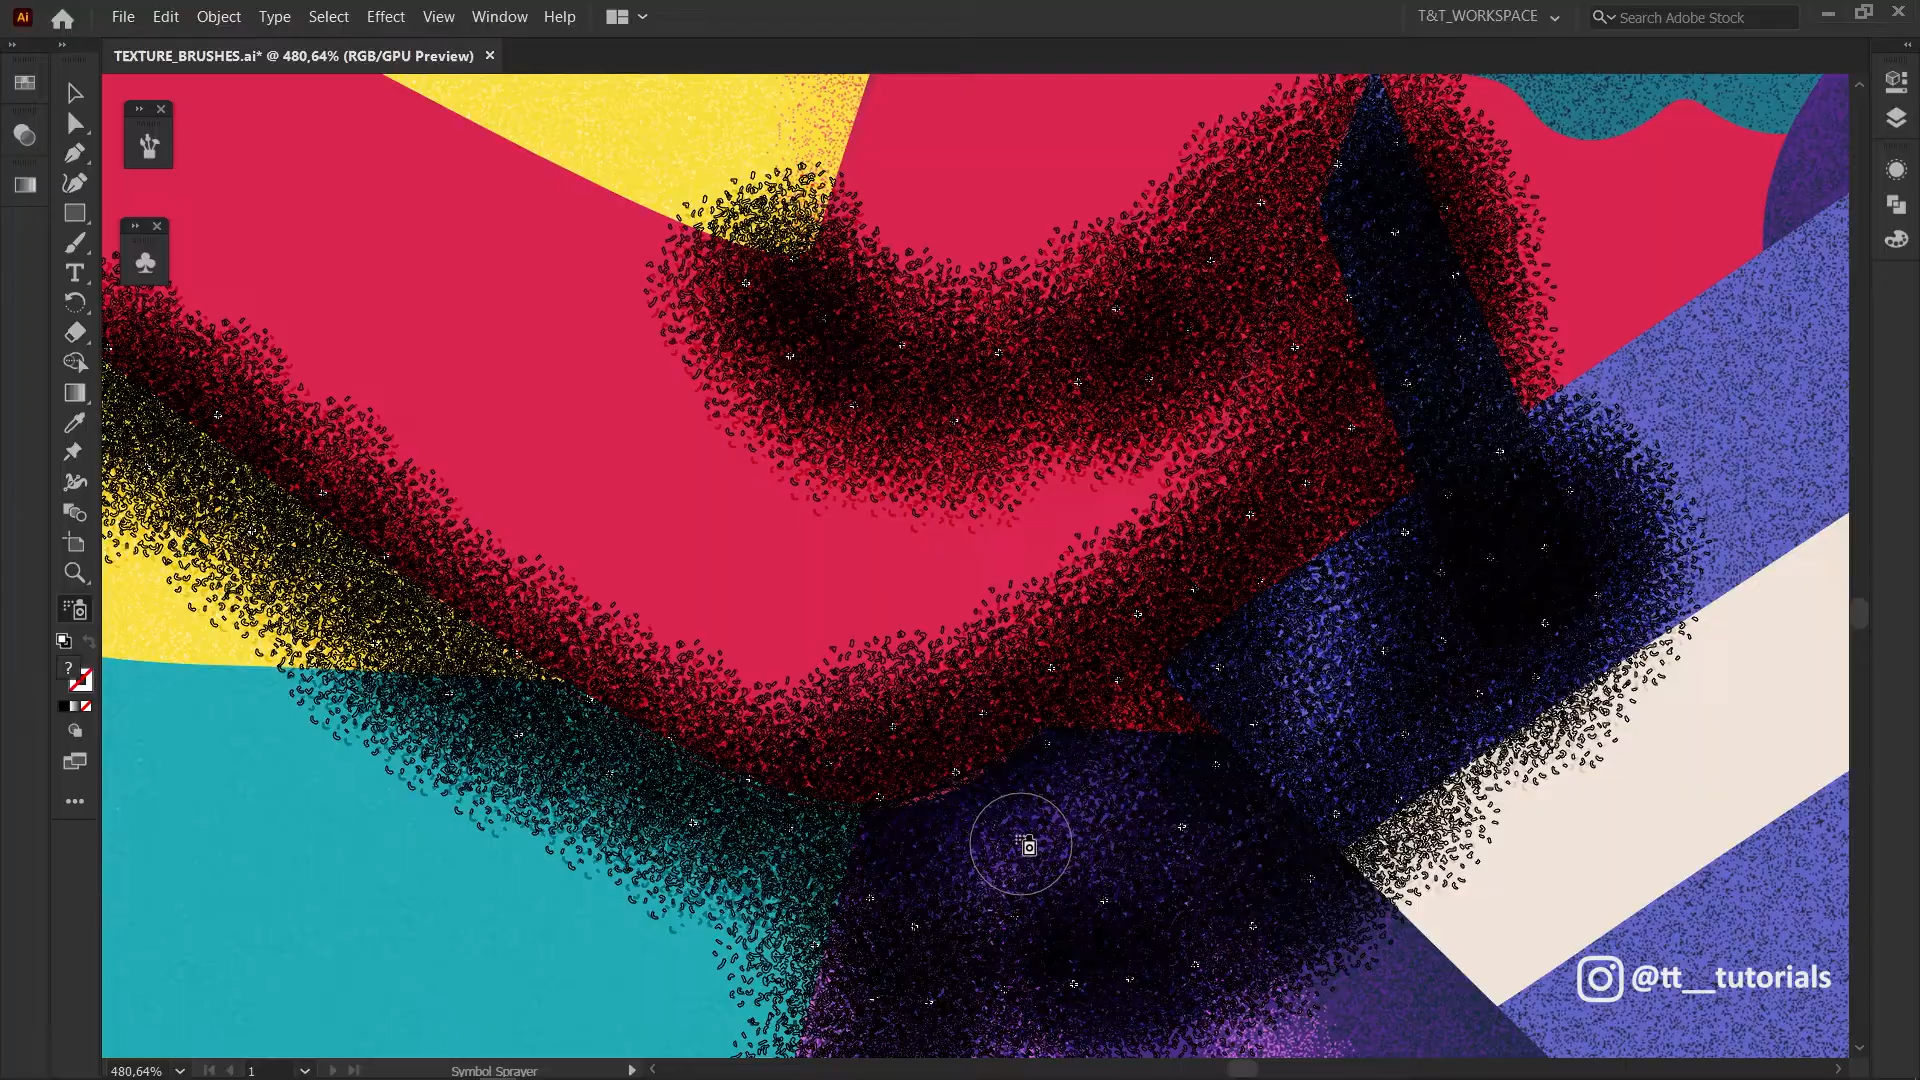 Ai File Edit Object Type Select Effect View Window Help T&T_WORKSPACE Search Adobe Stock
TEXTURE_BRUSHES.ai* @ 480,64% (RGB/GPU Preview)
T
?
@tt__tutorials
480,64% 1 Symbol Sprayer